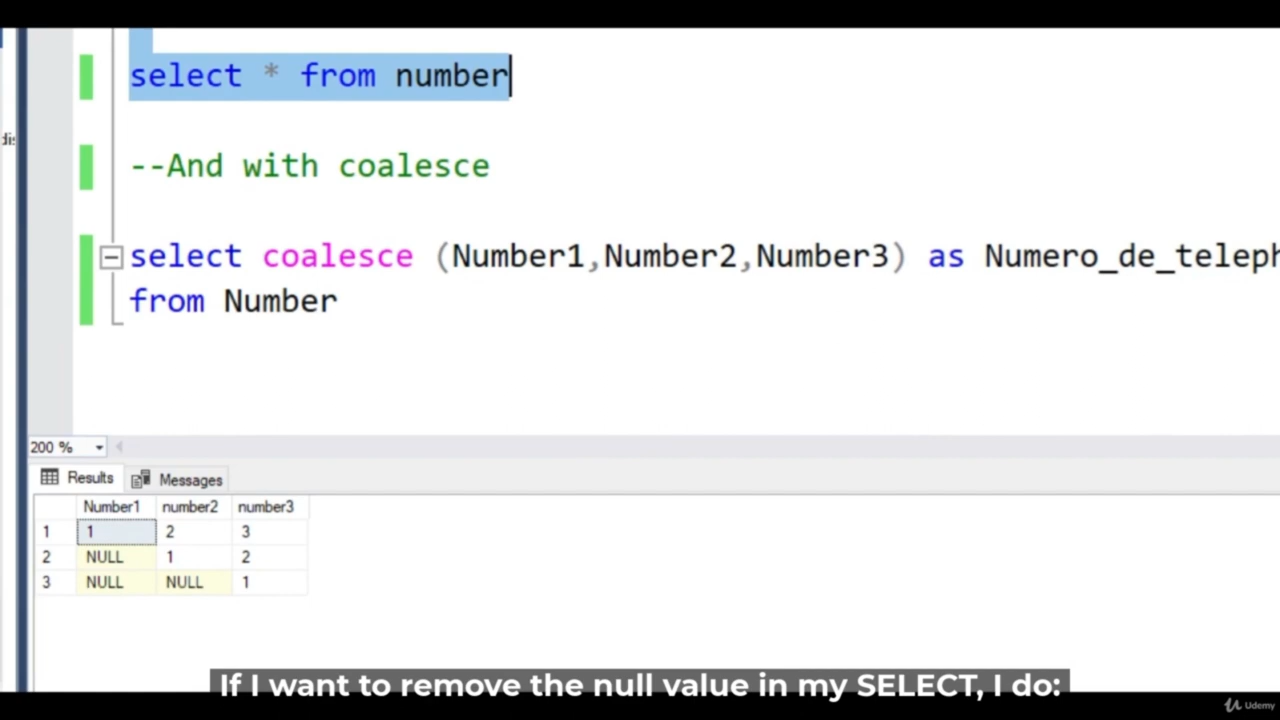 select * from number
dis
--And with coalesce
select coalesce (Number1,Number2,Number3) as Numero_de_teleph
from Number
200 %
Results Messages
Number1 number2 number3
1 1 2 3
2 NULL 1 2
3 NULL NULL 1
If I want to remove the null value in my SELECT, I do:
Udemy